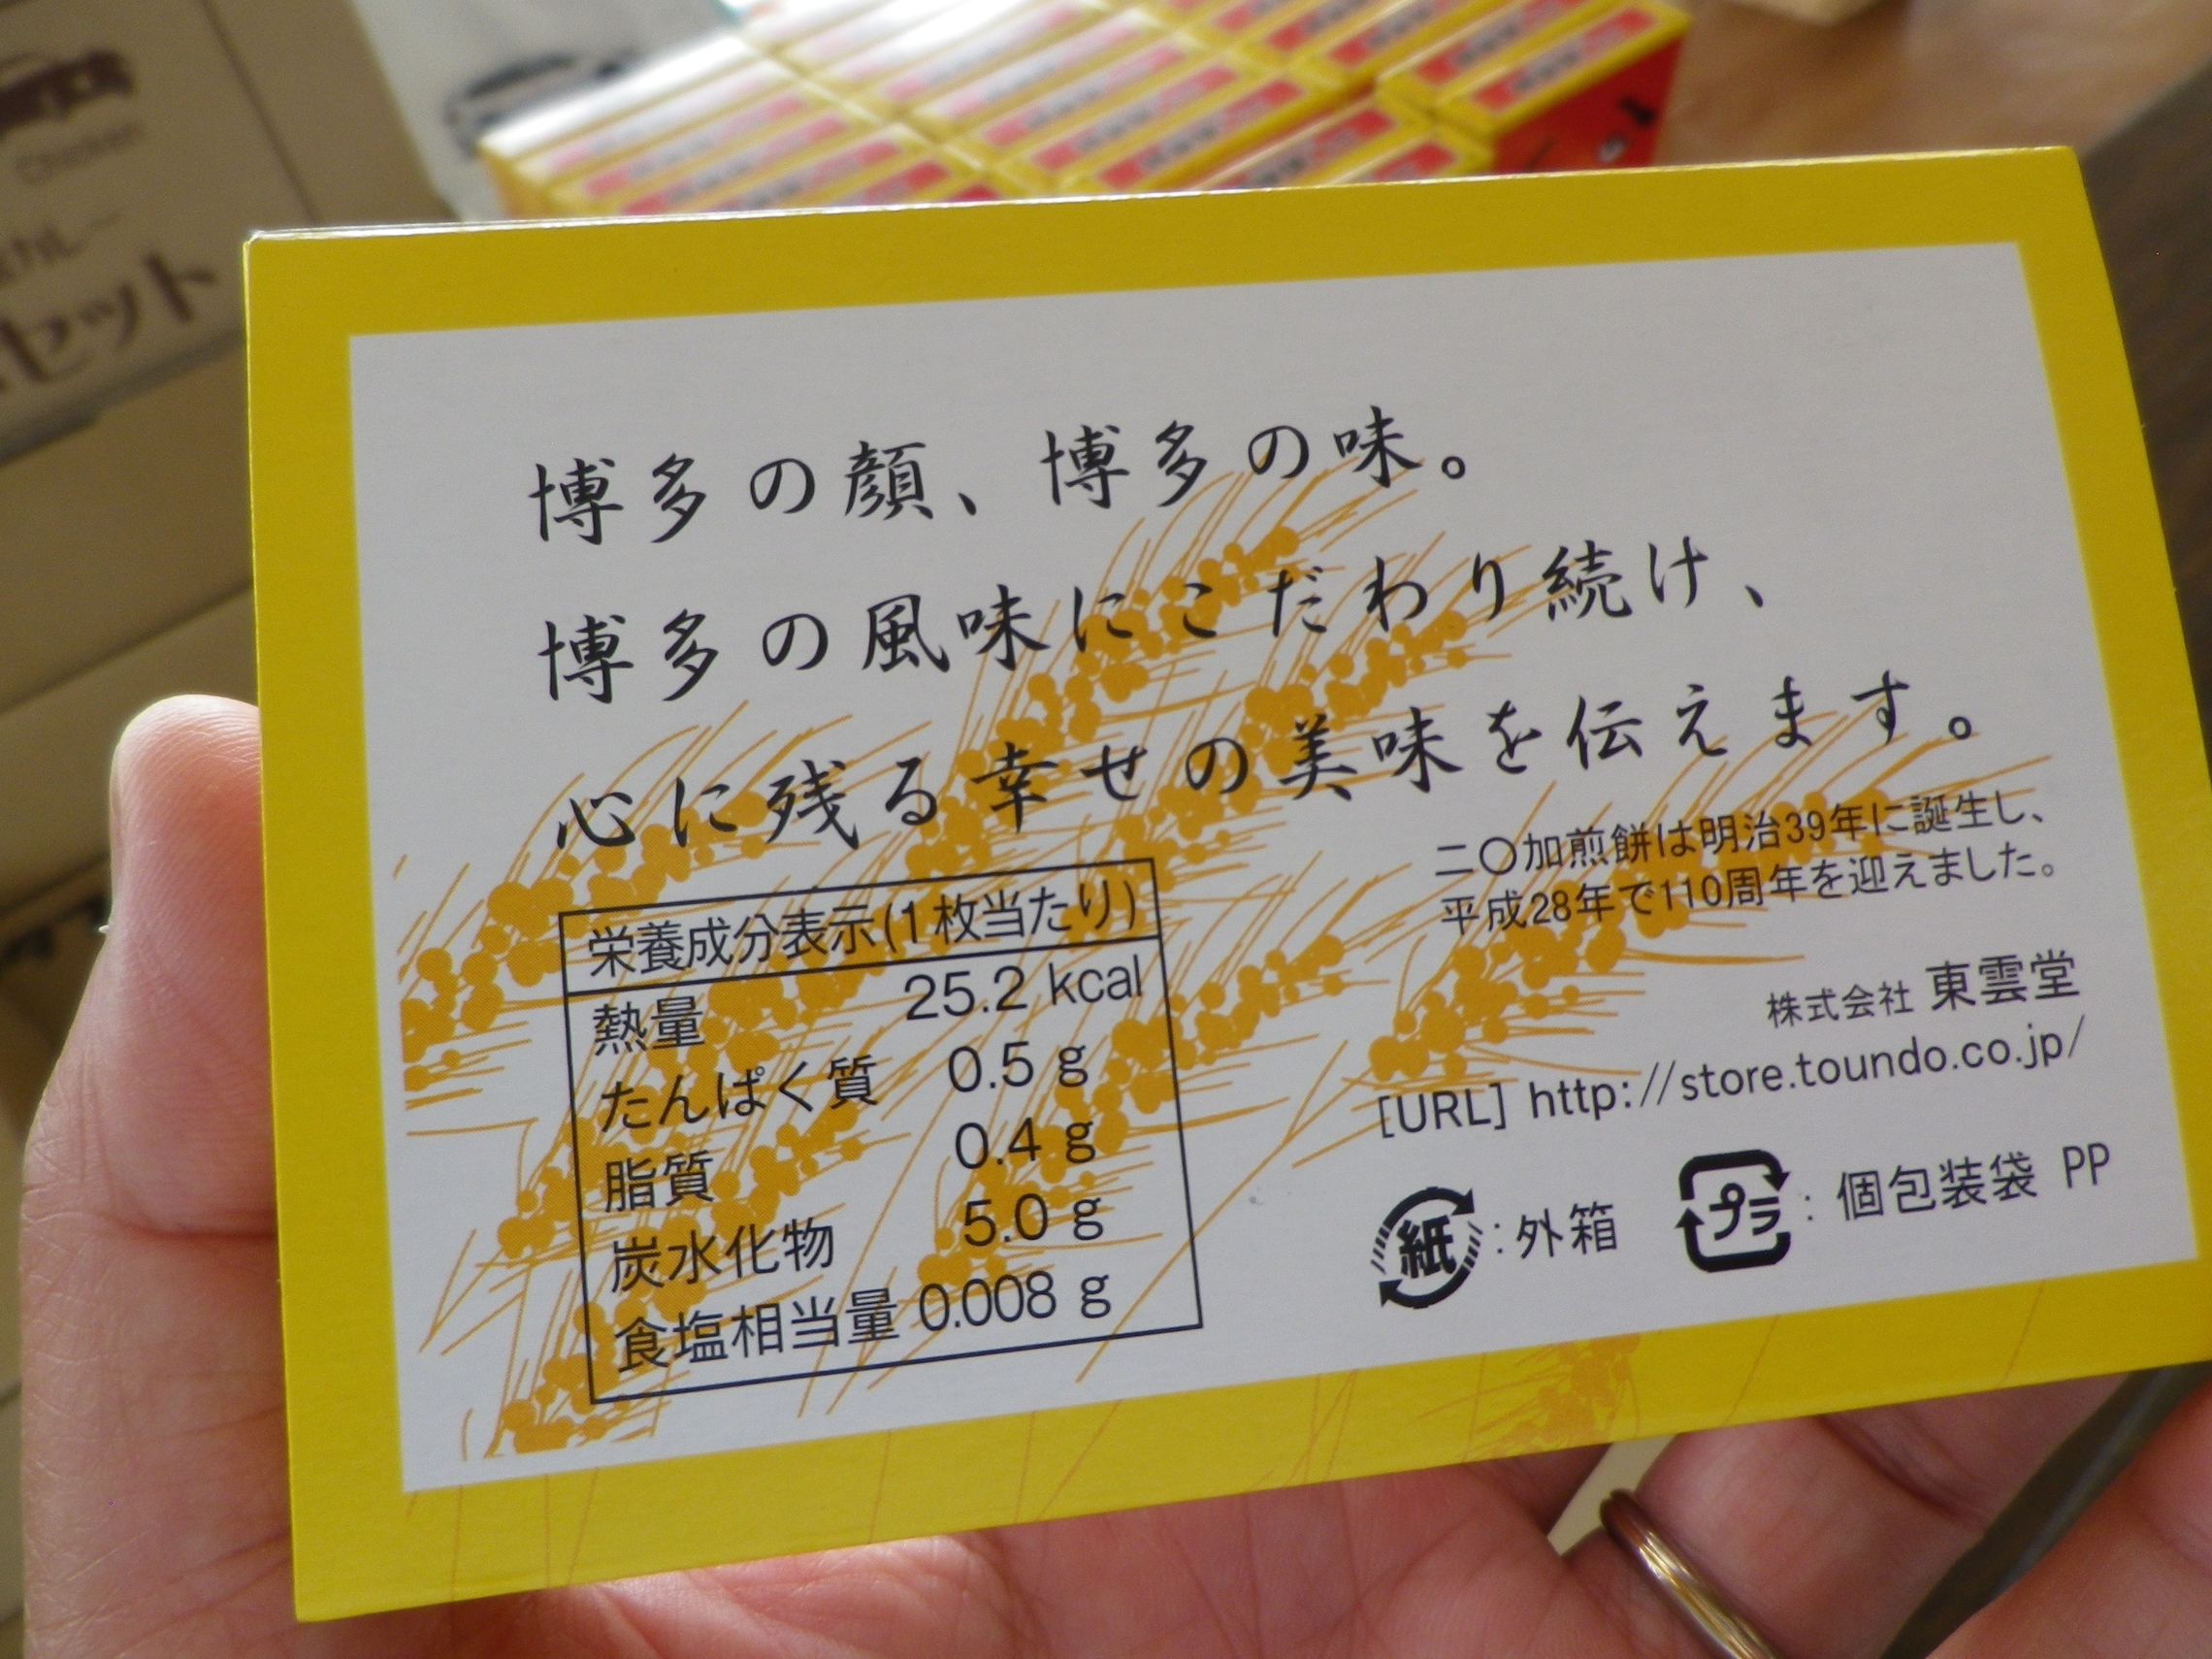 Chicken
カレー
セット
博多の顔、博多の味。
博多の風味にこだわり続け、
心に残る幸せの美味を伝えます。
二〇加煎餅は明治39年に誕生し、
平成28年で110周年を迎えました。
株式会社 東雲堂
[URL] http://store.toundo.co.jp/
紙:外箱 プラ:個包装袋 PP
栄養成分表示(1枚当たり)
熱量 25.2 kcal
たんぱく質 0.5 g
脂質 0.4 g
炭水化物 5.0 g
食塩相当量 0.008 g